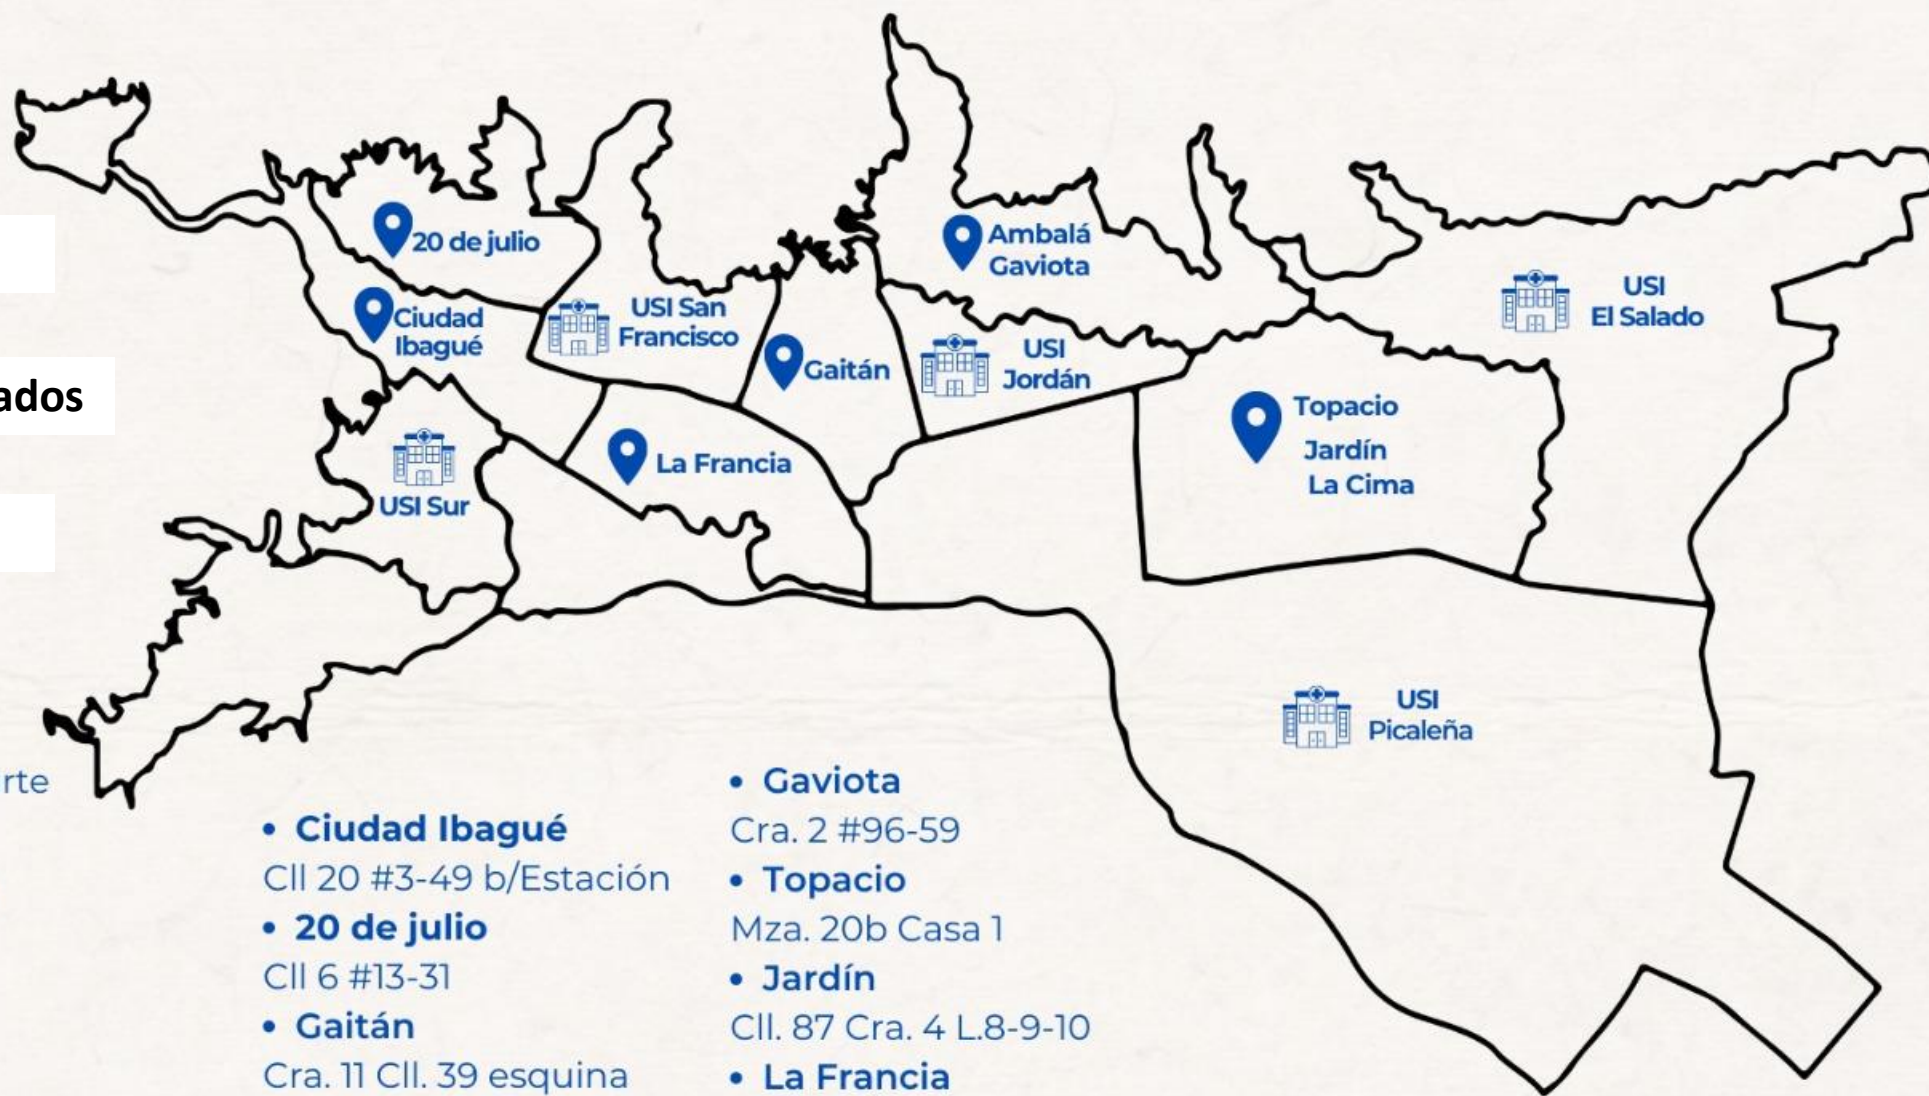 20 de julio
Ciudad
Ibagué
USI San
Francisco
Gaitán
Ambalá
Gaviota
USI
Jordán
USI
El Salado
Topacio
Jardín
La Cima
La Francia
USI Sur
USI
Picaleña
ados
rte
• Ciudad Ibagué
Cll 20 #3-49 b/Estación
• 20 de julio
Cll 6 #13-31
• Gaitán
Cra. 11 Cll. 39 esquina
• Gaviota
Cra. 2 #96-59
• Topacio
Mza. 20b Casa 1
• Jardín
Cll. 87 Cra. 4 L.8-9-10
• La Francia